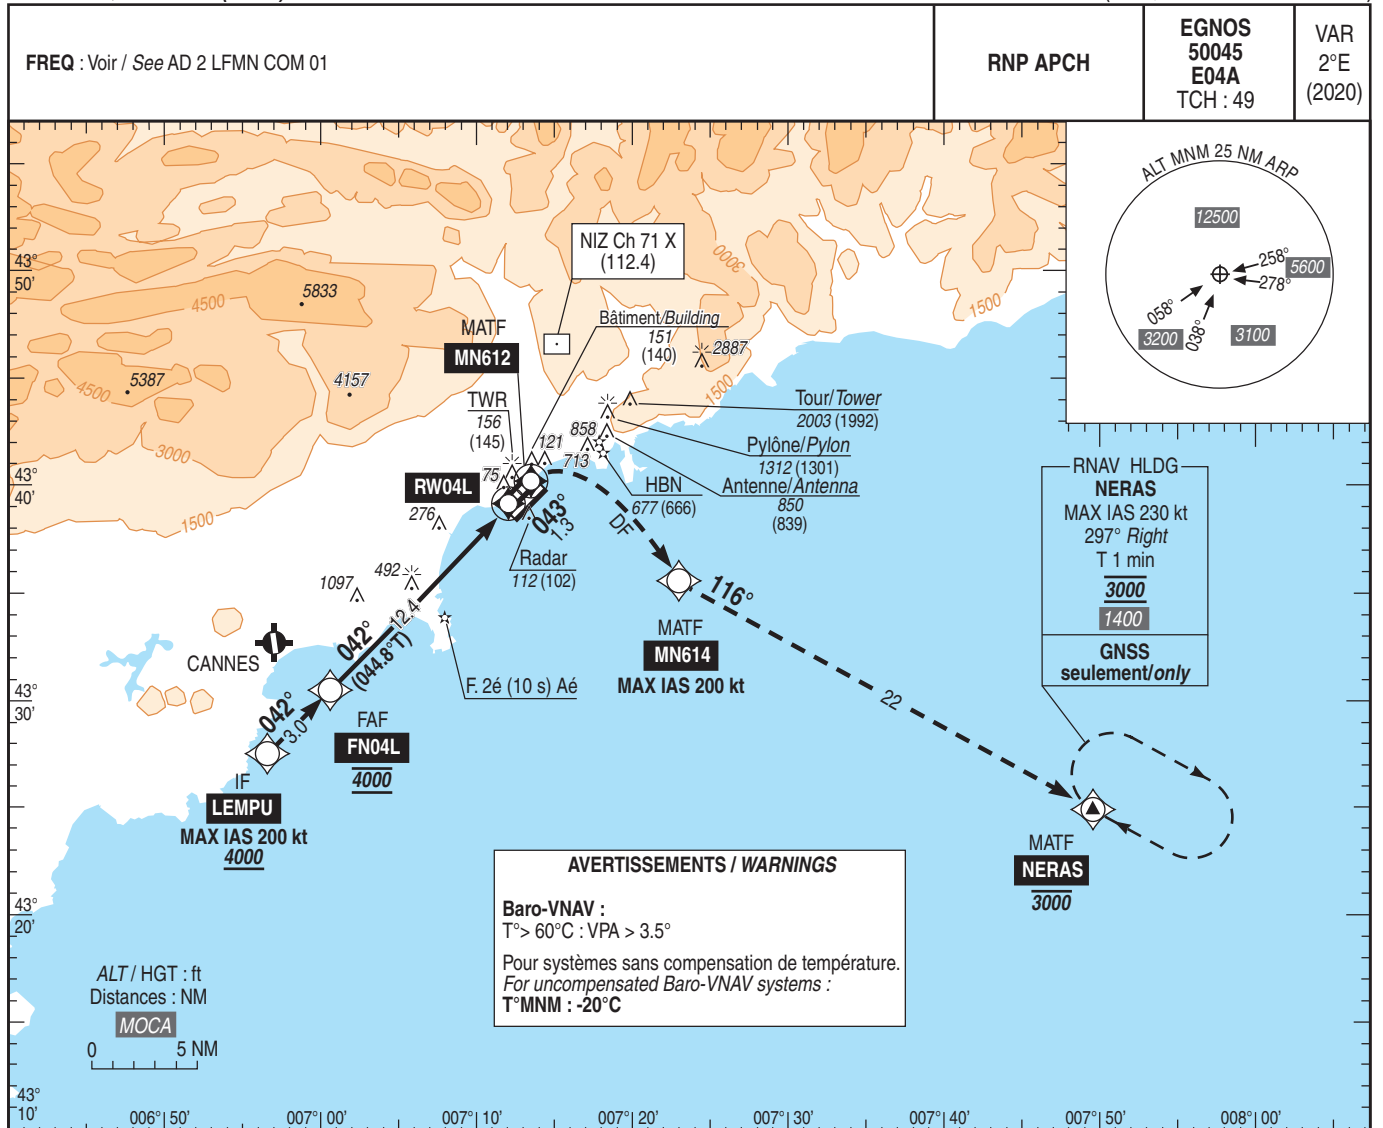 FREQ : Voir / See AD 2 LFMN COM 01
RNP APCH
EGNOS
50045
E04A
TCH : 49
VAR
2°E
(2020)
ALT MNM 25 NM ARP
12500
258°
5600
278°
058°
3200
038°
3100
3000
NIZ Ch 71 X
(112.4)
43°
50'
5833
4500
1500
Bâtiment/Building
151
(140)
MATF
MN612
2887
5387
4500
4157
1500
TWR
156
(145)
Tour/Tower
2003 (1992)
858
121
713
Pylône/Pylon
1312 (1301)
3000
43°
40'
RW04L
75
HBN
677 (666)
Antenne/Antenna
850
(839)
RNAV HLDG
NERAS
MAX IAS 230 kt
297° Right
T 1 min
3000
1400
GNSS
seulement/only
1500
276
043°
1.3
DF
Radar
112 (102)
1097
492
116°
12.4
042°
(044.8°T)
MATF
MN614
MAX IAS 200 kt
CANNES
F. 2é (10 s) Aé
43°
30'
042°
3.0
FAF
FN04L
4000
22
IF
LEMPU
MAX IAS 200 kt
4000
MATF
NERAS
3000
AVERTISSEMENTS / WARNINGS
Baro-VNAV :
T°> 60°C : VPA > 3.5°
Pour systèmes sans compensation de température.
For uncompensated Baro-VNAV systems :
T°MNM : -20°C
43°
20'
ALT / HGT : ft
Distances : NM
MOCA
0 5 NM
43°
10'
006° 50' 007° 00' 007° 10' 007° 20' 007° 30' 007° 40' 007° 50' 008° 00'